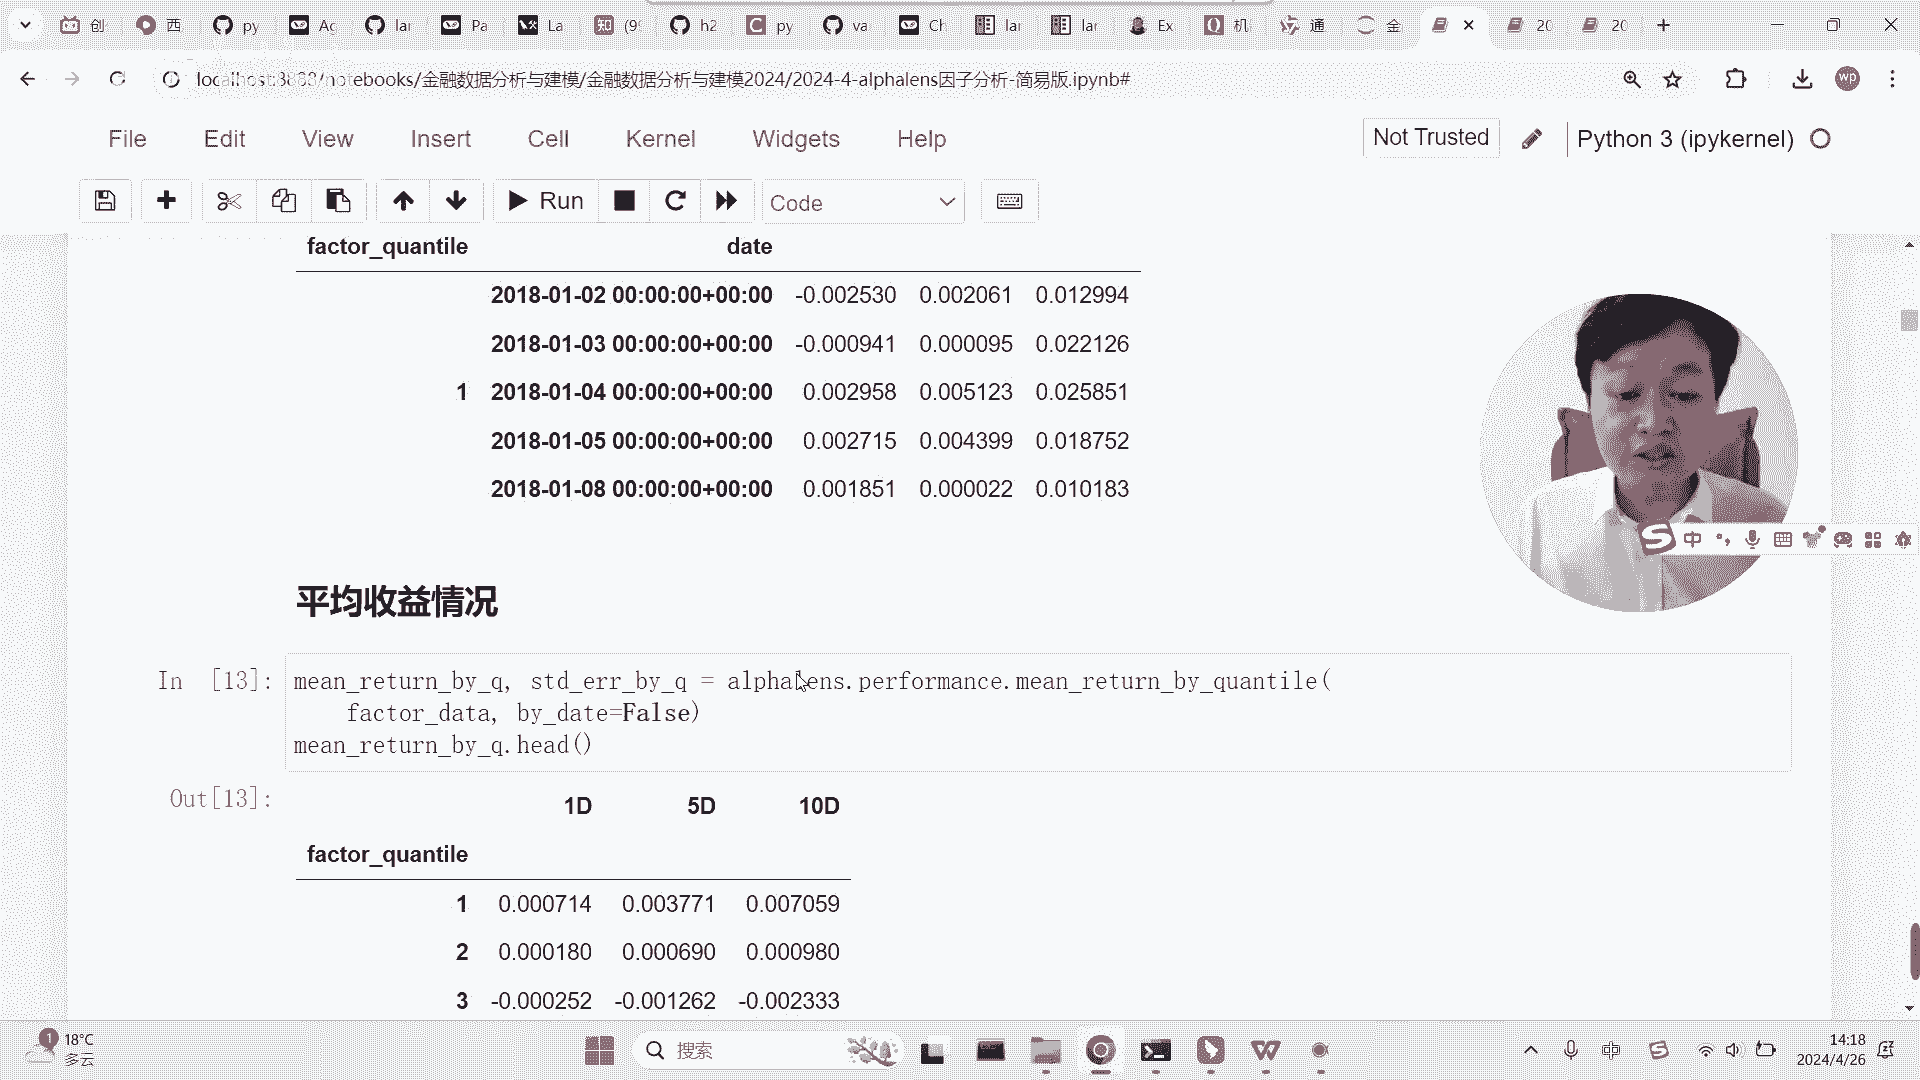 创
西
py
Ag
lar
Pa
La
(9
h2
py
va
Ch
lar
lar
Ex
机
通
金
20
20
localhost:8888/notebooks/金融数据分析与建模/金融数据分析与建模2024/2024-4-alphalens因子分析-简易版.ipynb#
wp
File Edit View Insert Cell Kernel Widgets Help
Not Trusted
Python 3 (ipykernel)
Run
Code
factor_quantile date
2018-01-02 00:00:00+00:00 -0.002530 0.002061 0.012994
2018-01-03 00:00:00+00:00 -0.000941 0.000095 0.022126
1 2018-01-04 00:00:00+00:00 0.002958 0.005123 0.025851
2018-01-05 00:00:00+00:00 0.002715 0.004399 0.018752
2018-01-08 00:00:00+00:00 0.001851 0.000022 0.010183
中
平均收益情况
In [13]: mean_return_by_q, std_err_by_q = alphalens.performance.mean_return_by_quantile(
factor_data, by_date=False)
mean_return_by_q.head()
Out[13]:
1D 5D 10D
factor_quantile
1 0.000714 0.003771 0.007059
2 0.000180 0.000690 0.000980
3 -0.000252 -0.001262 -0.002333
1
18°C
多云
搜索
中
14:18
2024/4/26